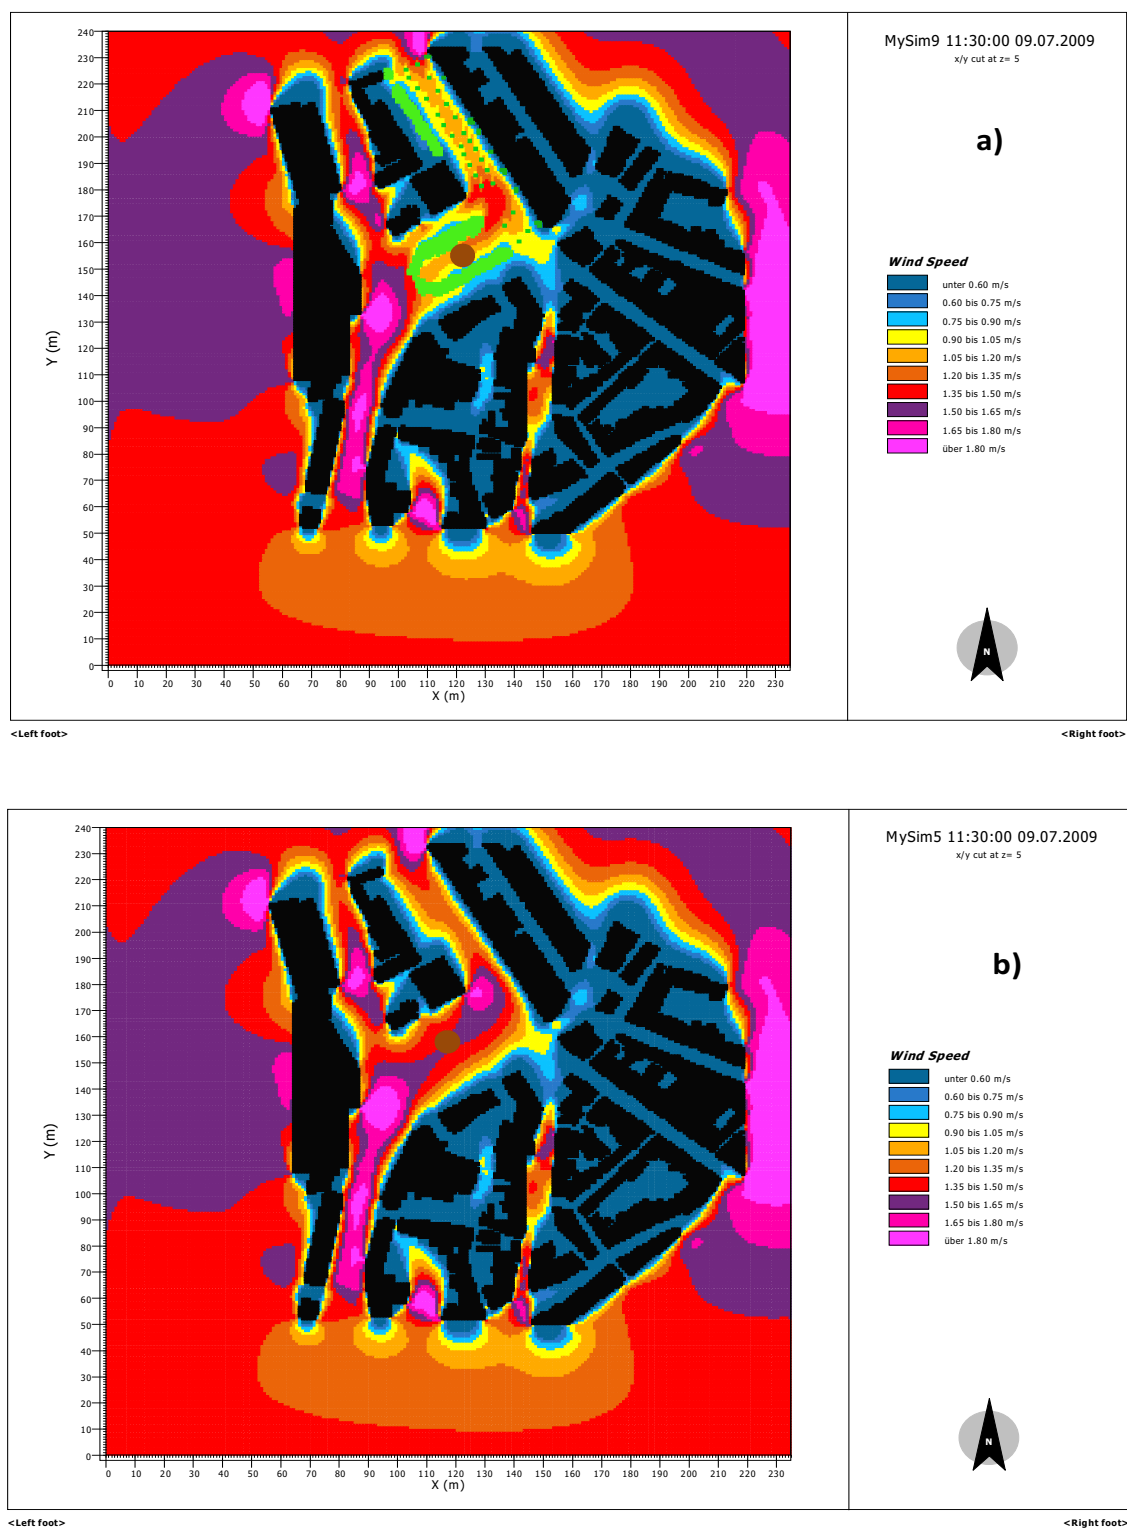 MySim9 11:30:00 09.07.2009
x/y cut at z= 5
a)
Y (m)
240
230
220
210
200
190
180
170
160
150
140
130
120
110
100
90
80
70
60
50
40
30
20
10
0
0 10 20 30 40 50 60 70 80 90 100 110 120 130 140 150 160 170 180 190 200 210 220 230
X (m)
Wind Speed
unter 0.60 m/s
0.60 bis 0.75 m/s
0.75 bis 0.90 m/s
0.90 bis 1.05 m/s
1.05 bis 1.20 m/s
1.20 bis 1.35 m/s
1.35 bis 1.50 m/s
1.50 bis 1.65 m/s
1.65 bis 1.80 m/s
über 1.80 m/s
N
<Left foot> <Right foot>
MySim5 11:30:00 09.07.2009
x/y cut at z= 5
b)
Y (m)
240
230
220
210
200
190
180
170
160
150
140
130
120
110
100
90
80
70
60
50
40
30
20
10
0
0 10 20 30 40 50 60 70 80 90 100 110 120 130 140 150 160 170 180 190 200 210 220 230
X (m)
Wind Speed
unter 0.60 m/s
0.60 bis 0.75 m/s
0.75 bis 0.90 m/s
0.90 bis 1.05 m/s
1.05 bis 1.20 m/s
1.20 bis 1.35 m/s
1.35 bis 1.50 m/s
1.50 bis 1.65 m/s
1.65 bis 1.80 m/s
über 1.80 m/s
N
<Left foot> <Right foot>